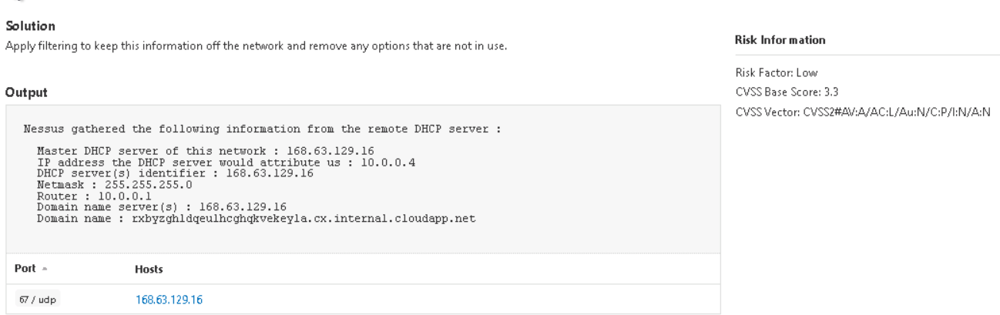 Solution
Apply filtering to keep this information off the network and remove any options that are not in use.
Output
Nessus gathered the following information from the remote DHCP server :
Master DHCP server of this network : 168.63.129.16
IP address the DHCP server would attribute us : 10.0.0.4
DHCP server(s) identifier : 168.63.129.16
Netmask : 255.255.255.0
Router : 10.0.0.1
Domain name server(s) : 168.63.129.16
Domain name : rxbyzghldqeulhcghqkvekeyla.cx.internal.cloudapp.net
Port Hosts
67 / udp 168.63.129.16
Risk Information
Risk Factor: Low
CVSS Base Score: 3.3
CVSS Vector: CVSS2#AV:A/AC:L/Au:N/C:P/I:N/A:N